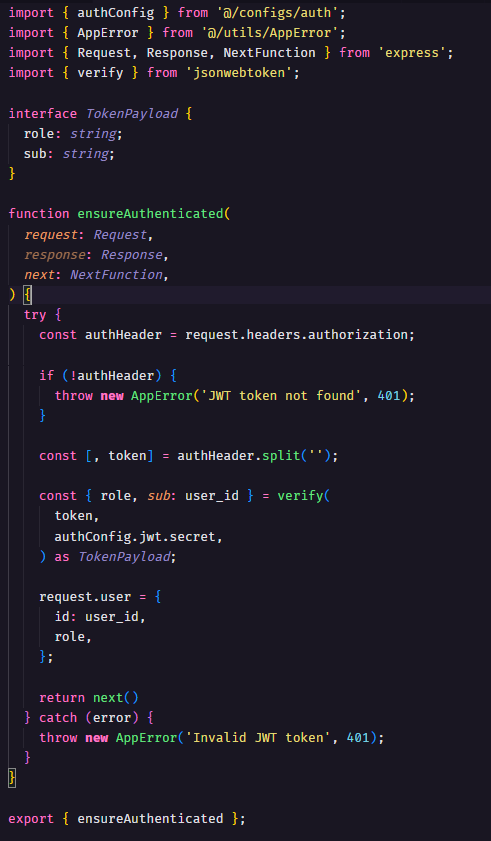 import { authConfig } from '@/configs/auth';
import { AppError } from '@/utils/AppError';
import { Request, Response, NextFunction } from 'express';
import { verify } from 'jsonwebtoken';

interface TokenPayload {
  role: string;
  sub: string;
}

function ensureAuthenticated(
  request: Request,
  response: Response,
  next: NextFunction,
) {
  try {
    const authHeader = request.headers.authorization;

    if (!authHeader) {
      throw new AppError('JWT token not found', 401);
    }

    const [, token] = authHeader.split('');

    const { role, sub: user_id } = verify(
      token,
      authConfig.jwt.secret,
    ) as TokenPayload;

    request.user = {
      id: user_id,
      role,
    };

    return next()
  } catch (error) {
    throw new AppError('Invalid JWT token', 401);
  }
}

export { ensureAuthenticated };